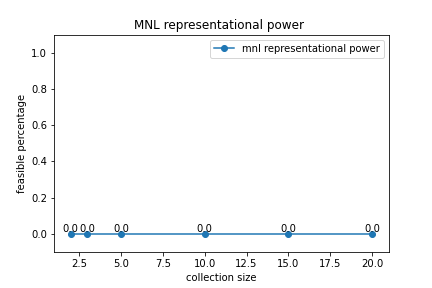 MNL representational power
mnl representational power
1.0
0.8
0.6
0.4
0.2
0.0
feasible percentage
0.0 0.0 0.0 0.0 0.0 0.0
2.5 5.0 7.5 10.0 12.5 15.0 17.5 20.0
collection size